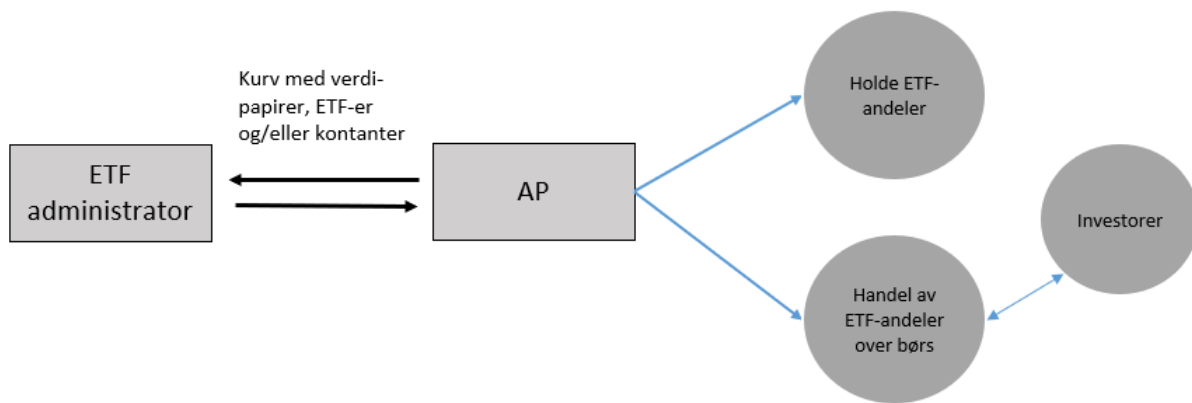 Kurv med verdi-
papirer, ETF-er
og/eller kontanter
ETF
administrator
AP
Holde ETF-
andeler
Handel av
ETF-andeler
over børs
Investorer